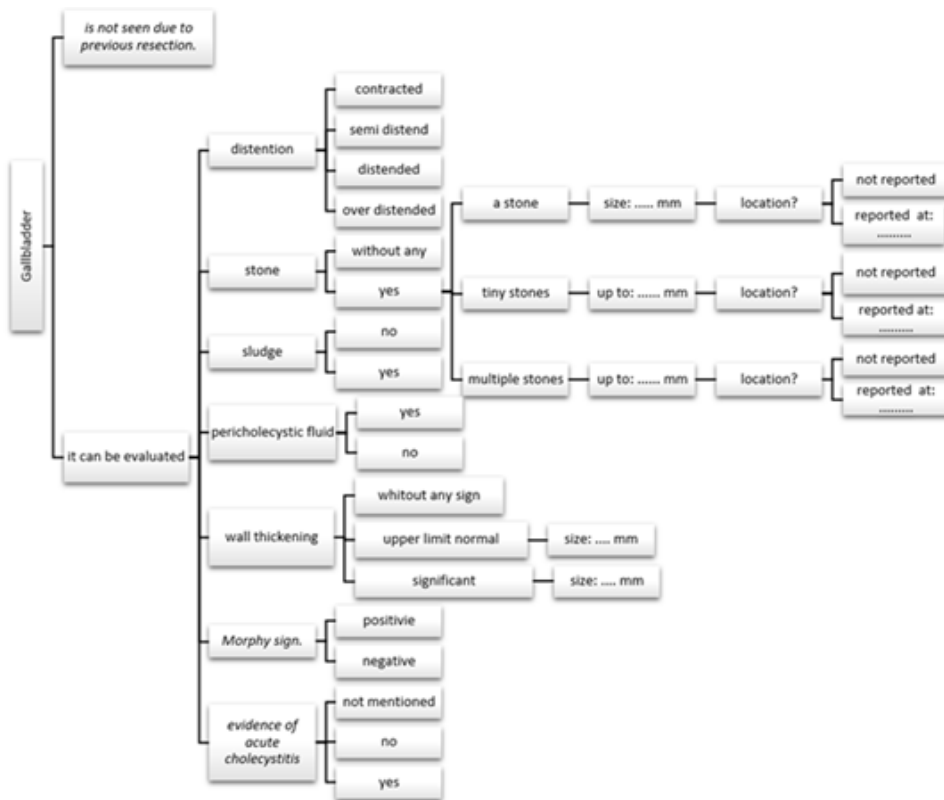 Gallbladder
is not seen due to
previous resection.
it can be evaluated
distention
contracted
semi distend
distended
over distended
stone
without any
yes
a stone
size: ..... mm
location?
not reported
reported at:
.........
tiny stones
up to: ...... mm
location?
not reported
reported at:
.........
multiple stones
up to: ...... mm
location?
not reported
reported at:
.........
sludge
no
yes
pericholecystic fluid
yes
no
wall thickening
whitout any sign
upper limit normal
size: .... mm
significant
size: .... mm
Morphy sign.
positivie
negative
evidence of
acute
cholecystitis
not mentioned
no
yes